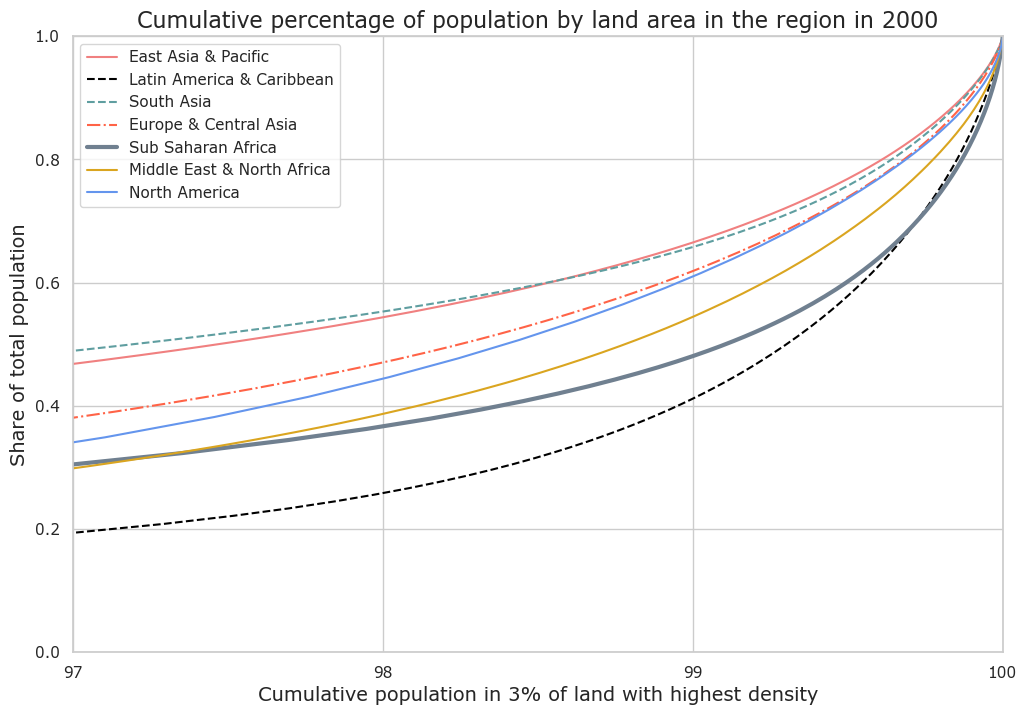 Cumulative percentage of population by land area in the region in 2000
1.0
East Asia & Pacific
Latin America & Caribbean
South Asia
Europe & Central Asia
Sub Saharan Africa
Middle East & North Africa
North America
0.8
0.6
0.4
0.2
0.0
Share of total population
97 98 99 100
Cumulative population in 3% of land with highest density